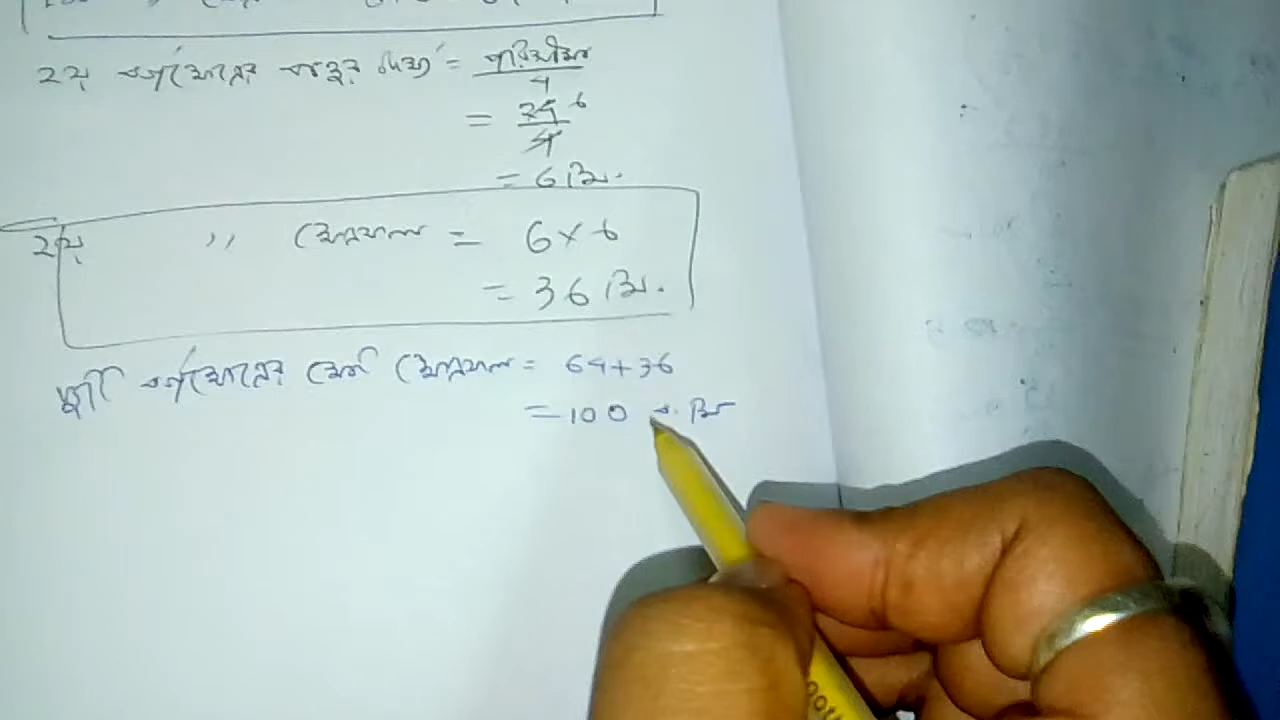 ২য় বর্গক্ষেত্রের বাহুর দৈর্ঘ্য = পরিসীমা / 4
= 24 6 / 4
= 6 মি.
২য় " ক্ষেত্রফল = 6 × 6
= 36 মি.
দুটি বর্গক্ষেত্রের মোট ক্ষেত্রফল = 64+36
= 100 ব. মি